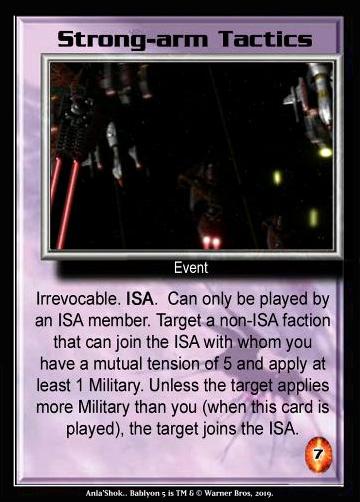 Strong-arm Tactics
Event
Irrevocable. ISA. Can only be played by
an ISA member. Target a non-ISA faction
that can join the ISA with whom you
have a mutual tension of 5 and apply at
least 1 Military. Unless the target applies
more Military than you (when this card is
played), the target joins the ISA.
7
Anla'Shok.. Bablyon 5 is TM & © Warner Bros, 2019.